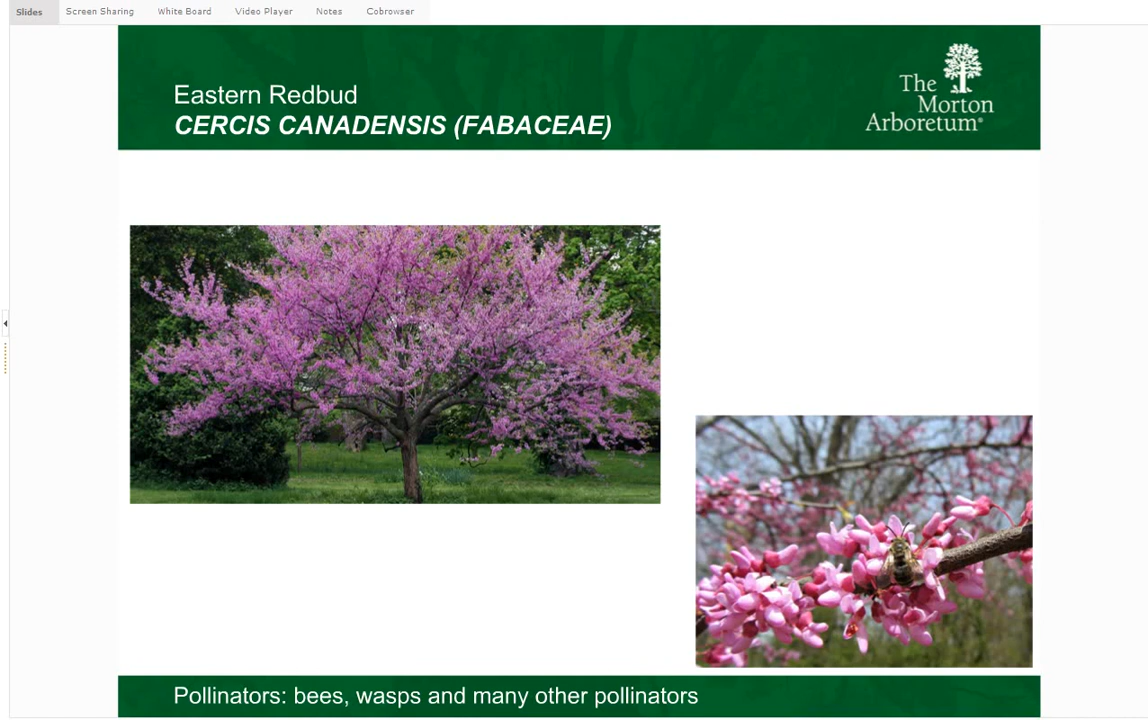 Slides Screen Sharing White Board Video Player Notes Cobrowser
Eastern Redbud
CERCIS CANADENSIS (FABACEAE)
The
Morton
Arboretum®
Pollinators: bees, wasps and many other pollinators